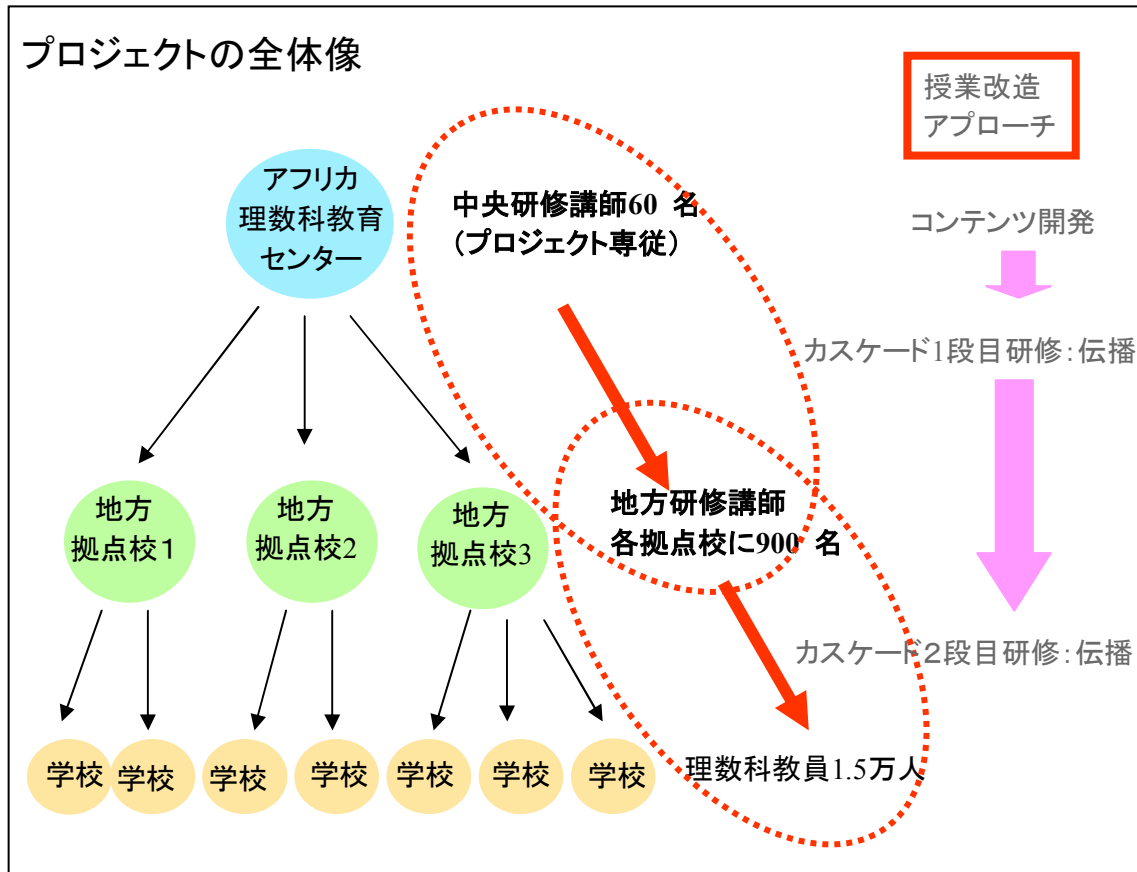 プロジェクトの全体像
授業改造
アプローチ
アフリカ
理数科教育
センター
中央研修講師60 名
（プロジェクト専従）
コンテンツ開発
カスケード1段目研修：伝播
地方
拠点校１
地方
拠点校2
地方
拠点校3
地方研修講師
各拠点校に900 名
カスケード２段目研修：伝播
学校
学校
学校
学校
学校
学校
学校
理数科教員1.5万人